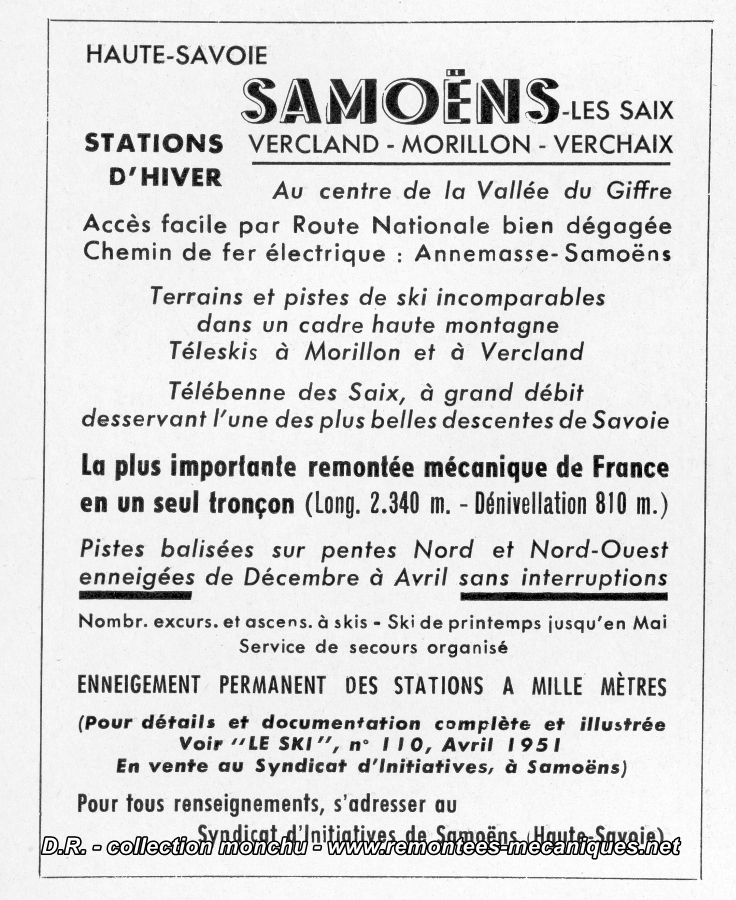 HAUTE-SAVOIE
SAMOËNS-LES SAIX
STATIONS D'HIVER
VERCLAND - MORILLON - VERCHAIX
Au centre de la Vallée du Giffre
Accès facile par Route Nationale bien dégagée
Chemin de fer électrique : Annemasse-Samoëns
Terrains et pistes de ski incomparables
dans un cadre haute montagne
Téleskis à Morillon et à Vercland
Télébenne des Saix, à grand débit
desservant l'une des plus belles descentes de Savoie
La plus importante remontée mécanique de France
en un seul tronçon (Long. 2.340 m. - Dénivellation 810 m.)
Pistes balisées sur pentes Nord et Nord-Ouest
enneigées de Décembre à Avril sans interruptions
Nombr. excurs. et ascens. à skis - Ski de printemps jusqu'en Mai
Service de secours organisé
ENNEIGEMENT PERMANENT DES STATIONS A MILLE MÈTRES
(Pour détails et documentation complète et illustrée
Voir "LE SKI", n° 110, Avril 1951
En vente au Syndicat d'Initiatives, à Samoëns)
Pour tous renseignements, s'adresser au
Syndicat d'Initiatives de Samoëns (Haute-Savoie)
D.R. - collection monchu - www.remontees-mecaniques.net